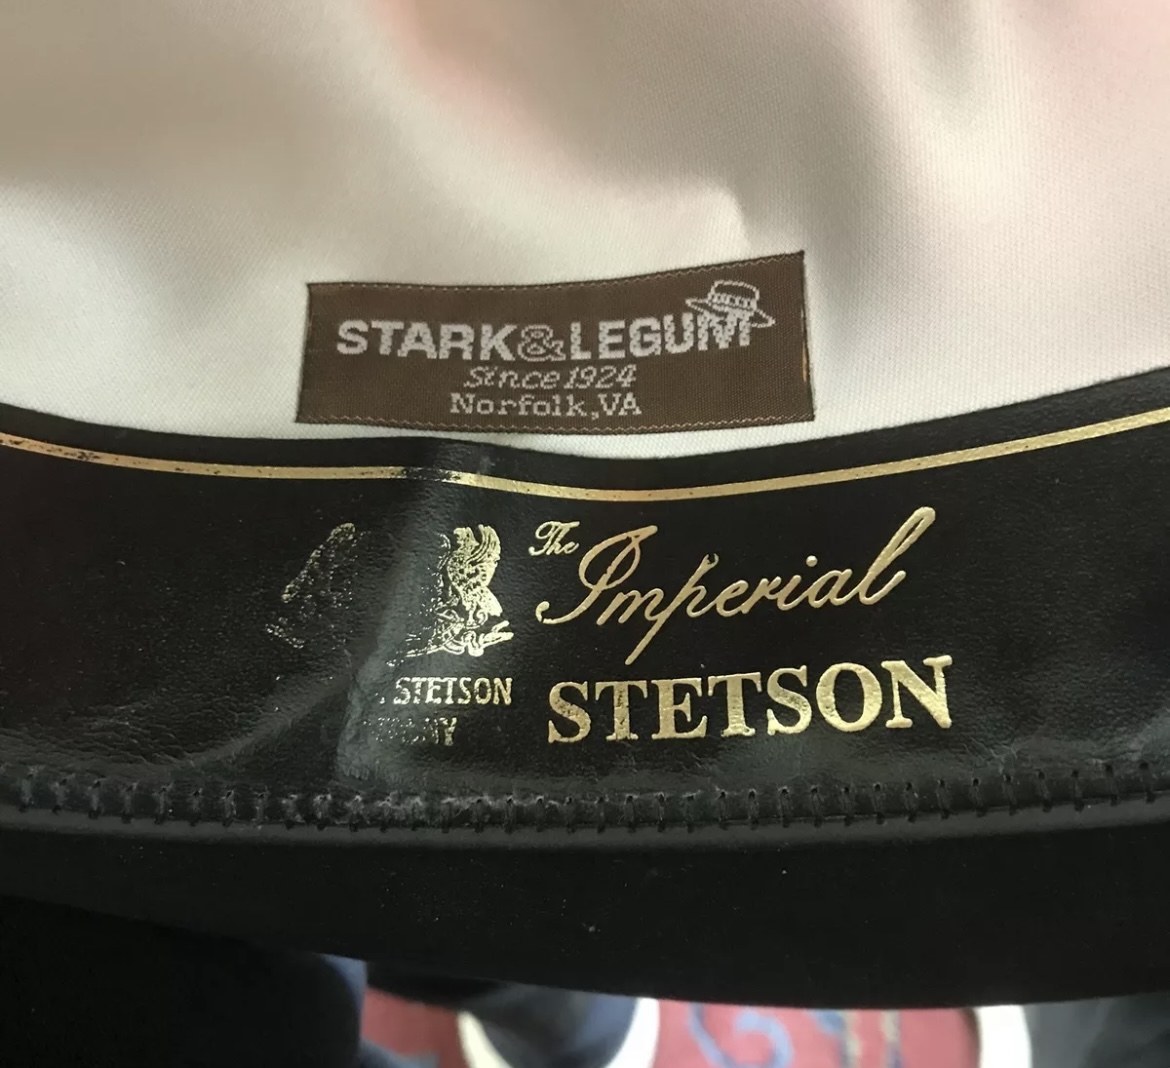 STARK&LEGUM
Since 1924
Norfolk,VA
The Imperial
STETSON
STETSON